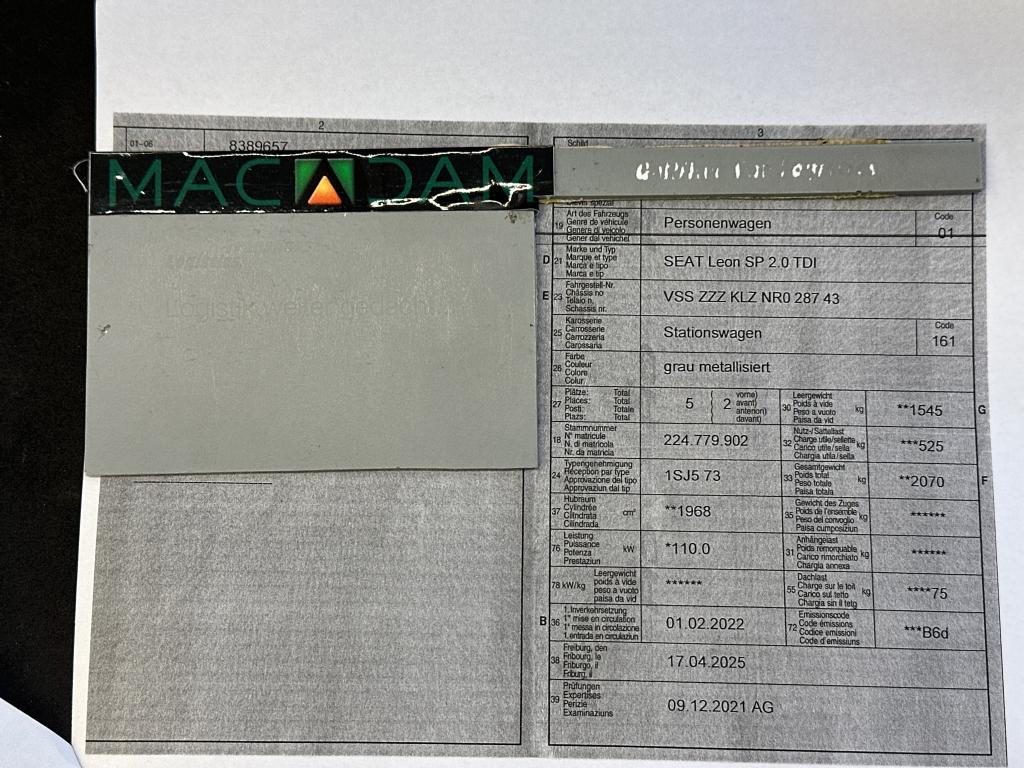 2
01-06 8389657
MACADAM
3
Schild
19 Art des Fahrzeugs
Genre de véhicule
Genere di veicolo
Gener dal vehichel
Personenwagen
Code
01
D 21 Marke und Typ
Marque et type
Marca e tipo
Marca e tip
SEAT Leon SP 2.0 TDI
E 23 Fahrgestell-Nr.
Châssis no
Telaio n.
Schassis nr.
VSS ZZZ KLZ NR0 287 43
25 Karosserie
Carrosserie
Carrozzeria
Carossaria
Stationswagen
Code
161
26 Farbe
Couleur
Colore
Colur
grau metallisiert
27 Plätze: Total
Places: Total
Posti: Totale
Plazs: Total
5 2 vorne)
avant)
anteriori)
davant)
30 Leergewicht
Poids à vide
Peso a vuoto
Paisa da vid
kg **1545 G
18 Stammnummer
N° matricule
N. di matricola
Nr. da matricla
224.779.902
32 Nutz-/Sattellast
Charge utile/sellette
Carico utile/sella
Chargia utila/sella
kg ***525
24 Typengenehmigung
Réception par type
Approvazione del tipo
Approvaziun dal tip
1SJ5 73
33 Gesamtgewicht
Poids total
Peso totale
Paisa totala
kg **2070 F
37 Hubraum
Cylindrée
Cilindrata
Cilindrada
cm³ **1968
35 Gewicht des Zuges
Poids de l'ensemble
Peso del convoglio
Paisa cumposiziun
kg ******
76 Leistung
Puissance
Potenza
Prestaziun
kW *110.0
31 Anhängelast
Poids remorquable
Carico rimorchiato
Chargia annexa
kg ******
78 kW/kg Leergewicht
poids à vide
peso a vuoto
paisa da vid
******
55 Dachlast
Charge sur le toit
Carico sul tetto
Chargia sin il tetg
kg ****75
B 36 1. Inverkehrsetzung
1re mise en circulation
1a messa in circolazione
1. entrada en circulaziun
01.02.2022
72 Emissionscode
Code émissions
Codice emissioni
Code d'emissiuns
***B6d
38 Freiburg, den
Fribourg, le
Friburgo, il
Friburg, il
17.04.2025
39 Prüfungen
Expertises
Perizie
Examinaziuns
09.12.2021 AG